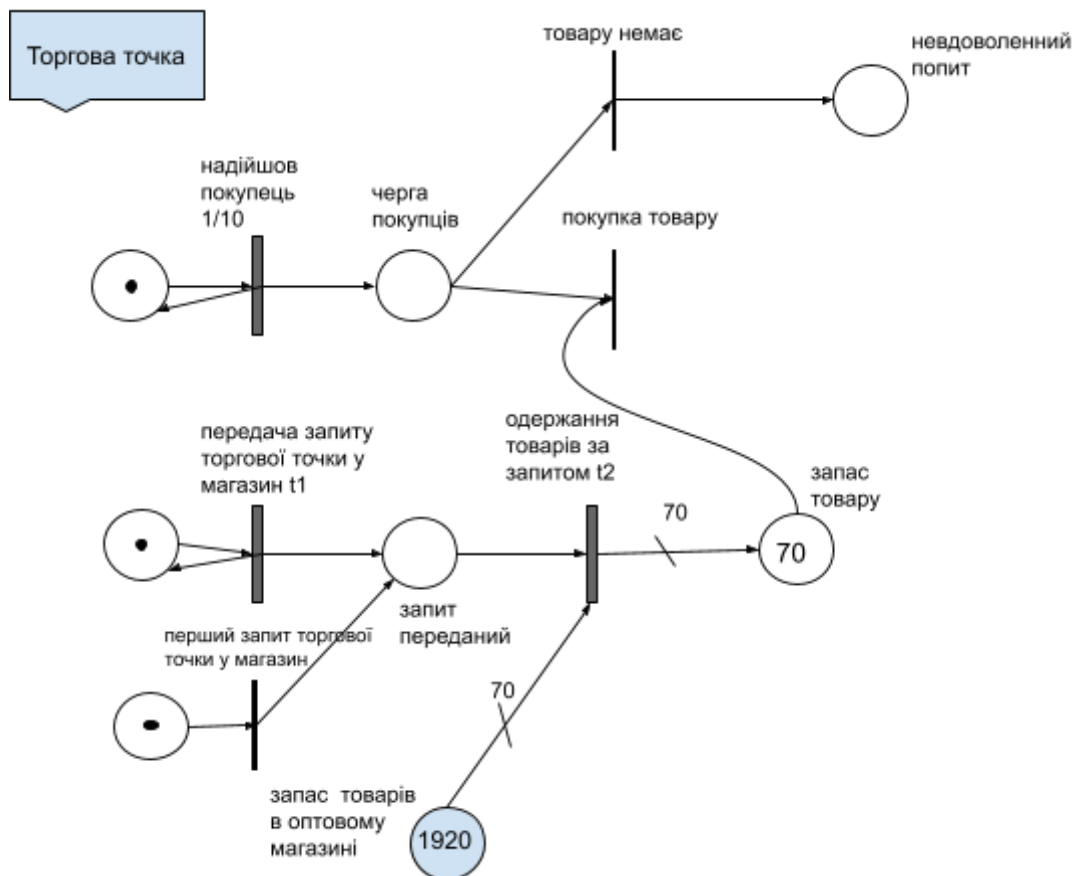 Торгова точка
товару немає
невдоволенний
попит
надійшов
покупець
1/10
черга
покупців
покупка товару
передача запиту
торгової точки у
магазин t1
одержання
товарів за
запитом t2
70
запас
товару
70
запит
переданий
перший запит торгової
точки у магазин
70
запас товарів
в оптовому
магазині
1920